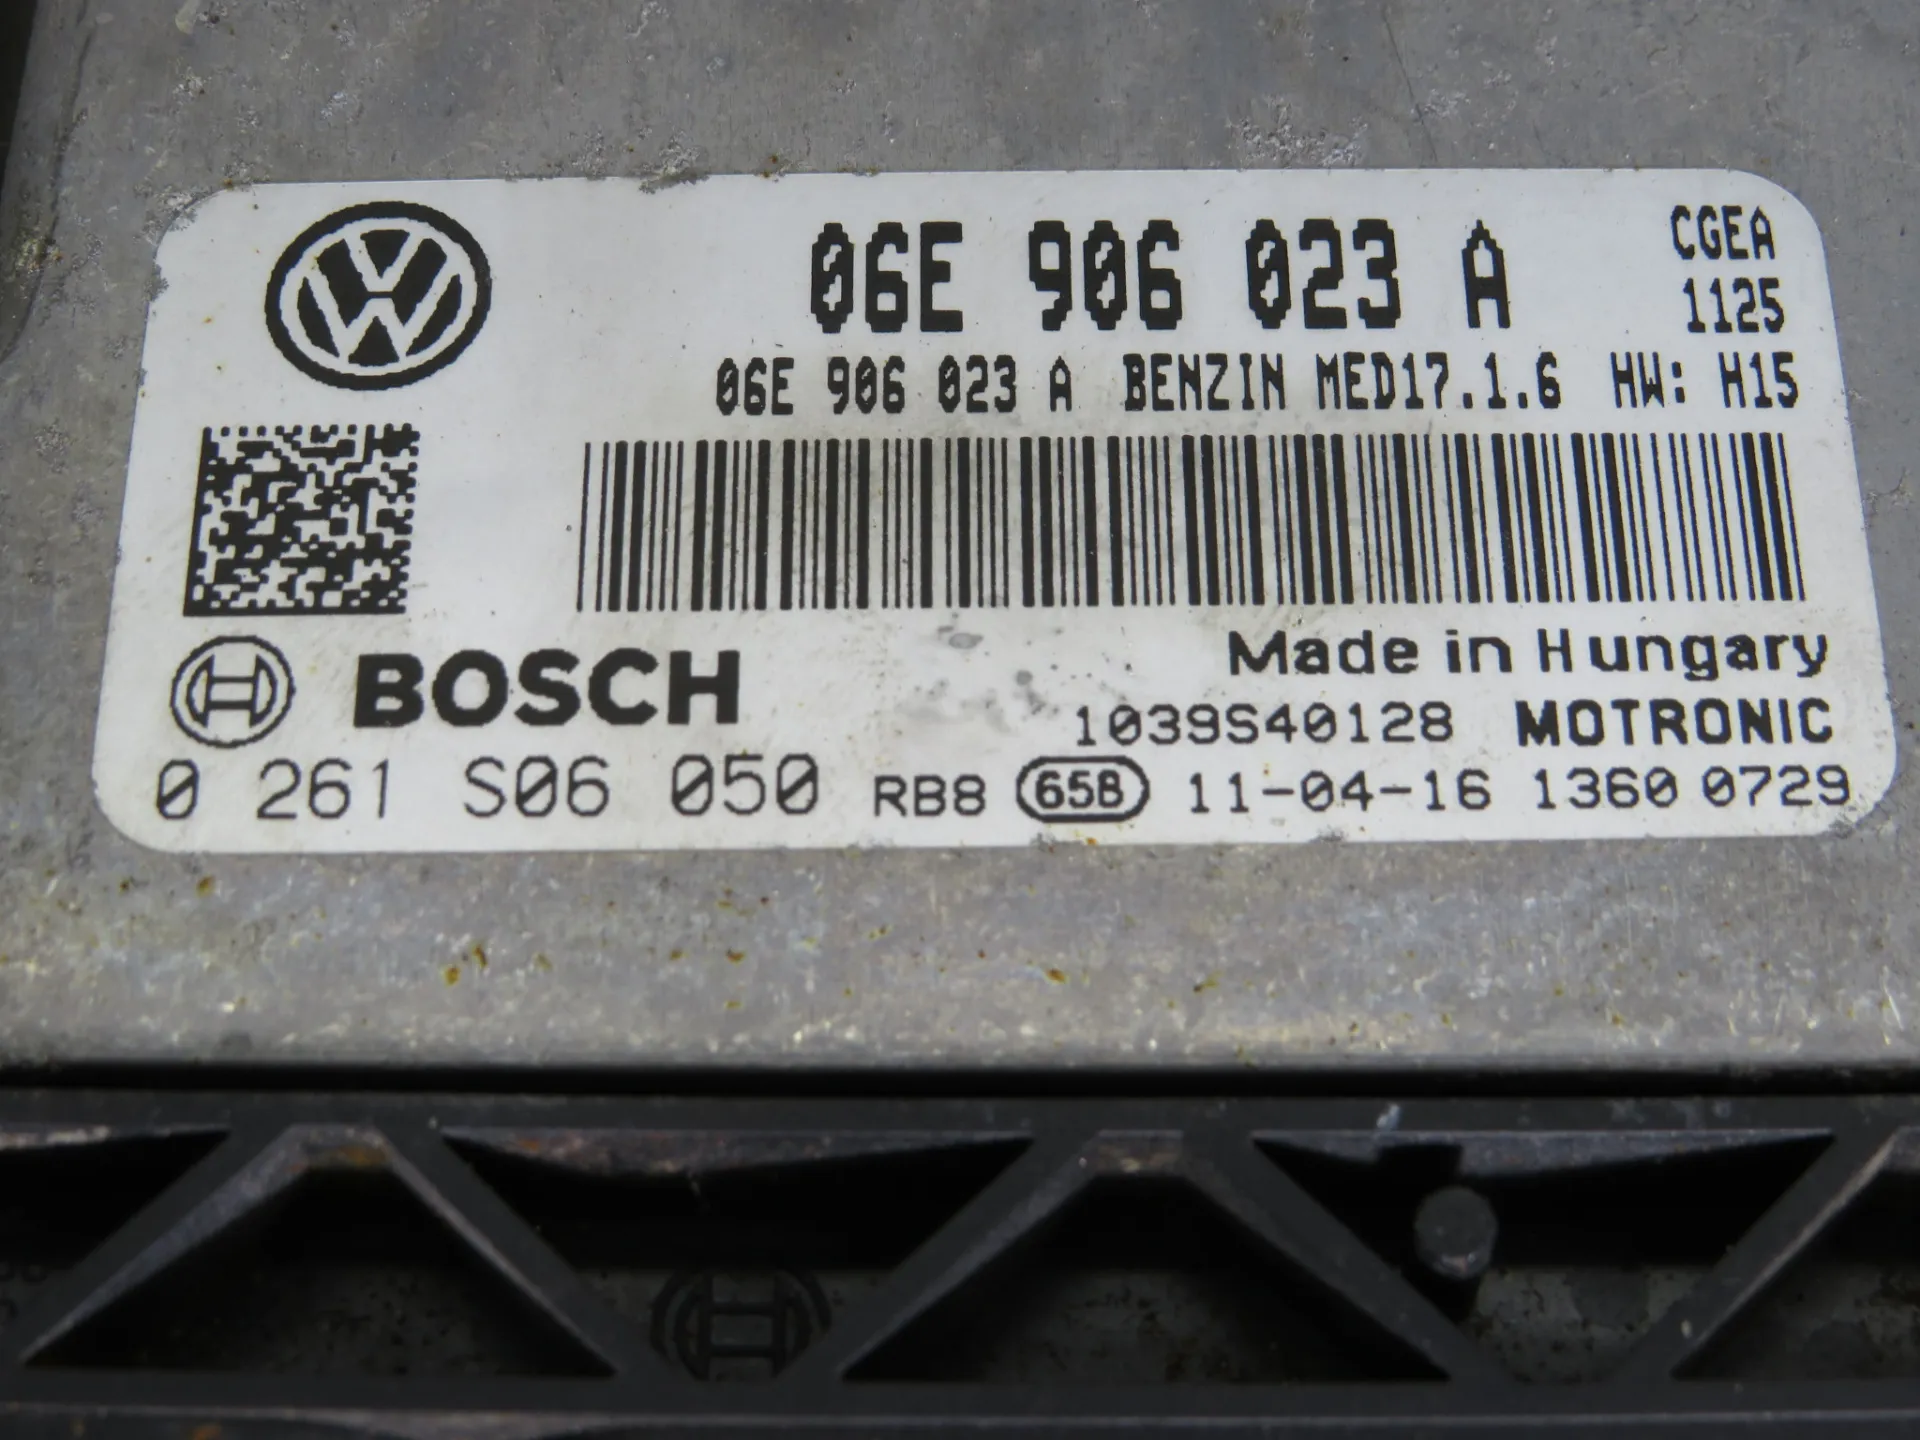 06E 906 023 A CGEA
1125
06E 906 023 A BENZIN MED17.1.6 HW: H15
Made in Hungary
BOSCH
1039S40128 MOTRONIC
0 261 S06 050 RB8 65B 11-04-16 1360 0729